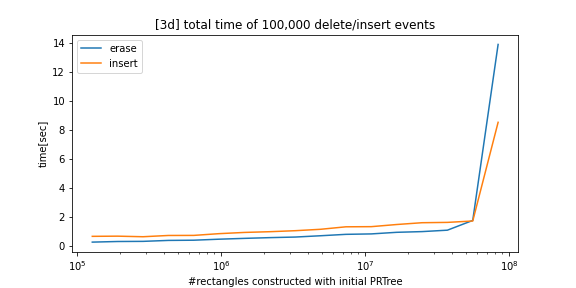 [3d] total time of 100,000 delete/insert events
erase
insert
time[sec]
14
12
10
8
6
4
2
0
10^5 10^6 10^7 10^8
#rectangles constructed with initial PRTree